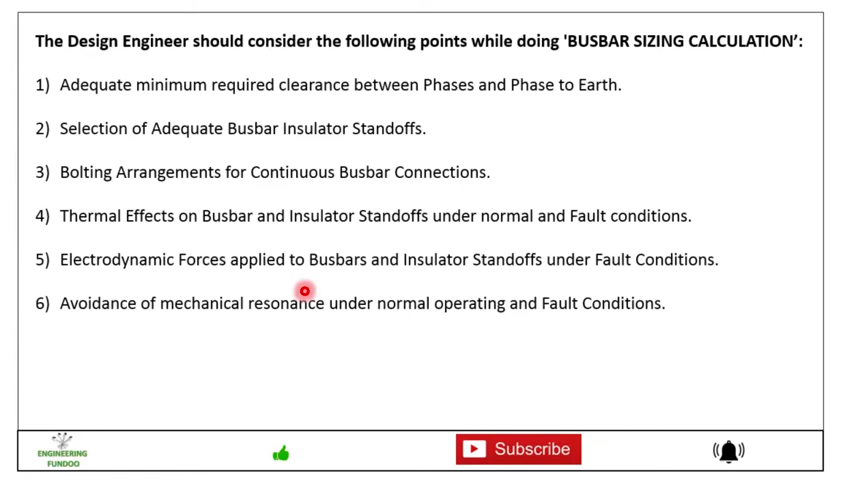 The Design Engineer should consider the following points while doing 'BUSBAR SIZING CALCULATION’:
1) Adequate minimum required clearance between Phases and Phase to Earth.
2) Selection of Adequate Busbar Insulator Standoffs.
3) Bolting Arrangements for Continuous Busbar Connections.
4) Thermal Effects on Busbar and Insulator Standoffs under normal and Fault conditions.
5) Electrodynamic Forces applied to Busbars and Insulator Standoffs under Fault Conditions.
6) Avoidance of mechanical resonance under normal operating and Fault Conditions.
ENGINEERING
FUNDOO
Subscribe